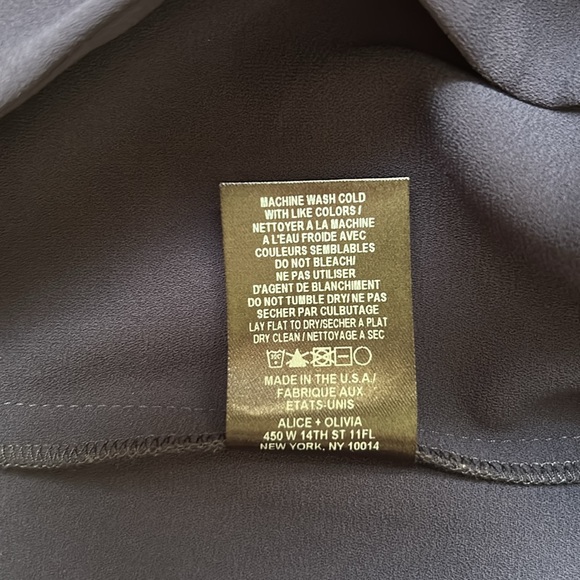 MACHINE WASH COLD
WITH LIKE COLORS /
NETTOYER A LA MACHINE
A L'EAU FROIDE AVEC
COULEURS SEMBLABLES
DO NOT BLEACH/
NE PAS UTILISER
D'AGENT DE BLANCHIMENT
DO NOT TUMBLE DRY/NE PAS
SECHER PAR CULBUTAGE
LAY FLAT TO DRY/SECHER A PLAT
DRY CLEAN / NETTOYAGE A SEC
30C
MADE IN THE U.S.A./
FABRIQUE AUX
ETATS-UNIS
ALICE + OLIVIA
450 W 14TH ST 11FL
NEW YORK, NY 10014